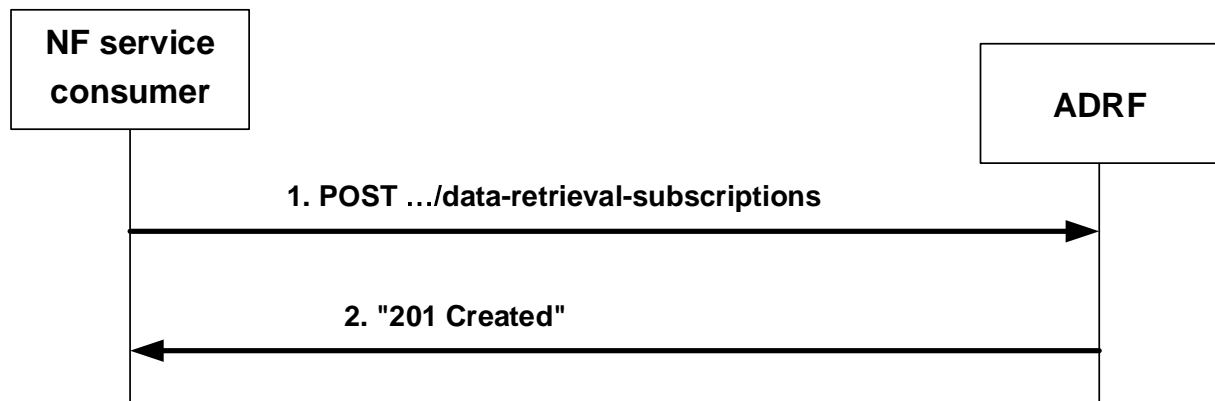 NF service
consumer
ADRF
1. POST …/data-retrieval-subscriptions
2. "201 Created"